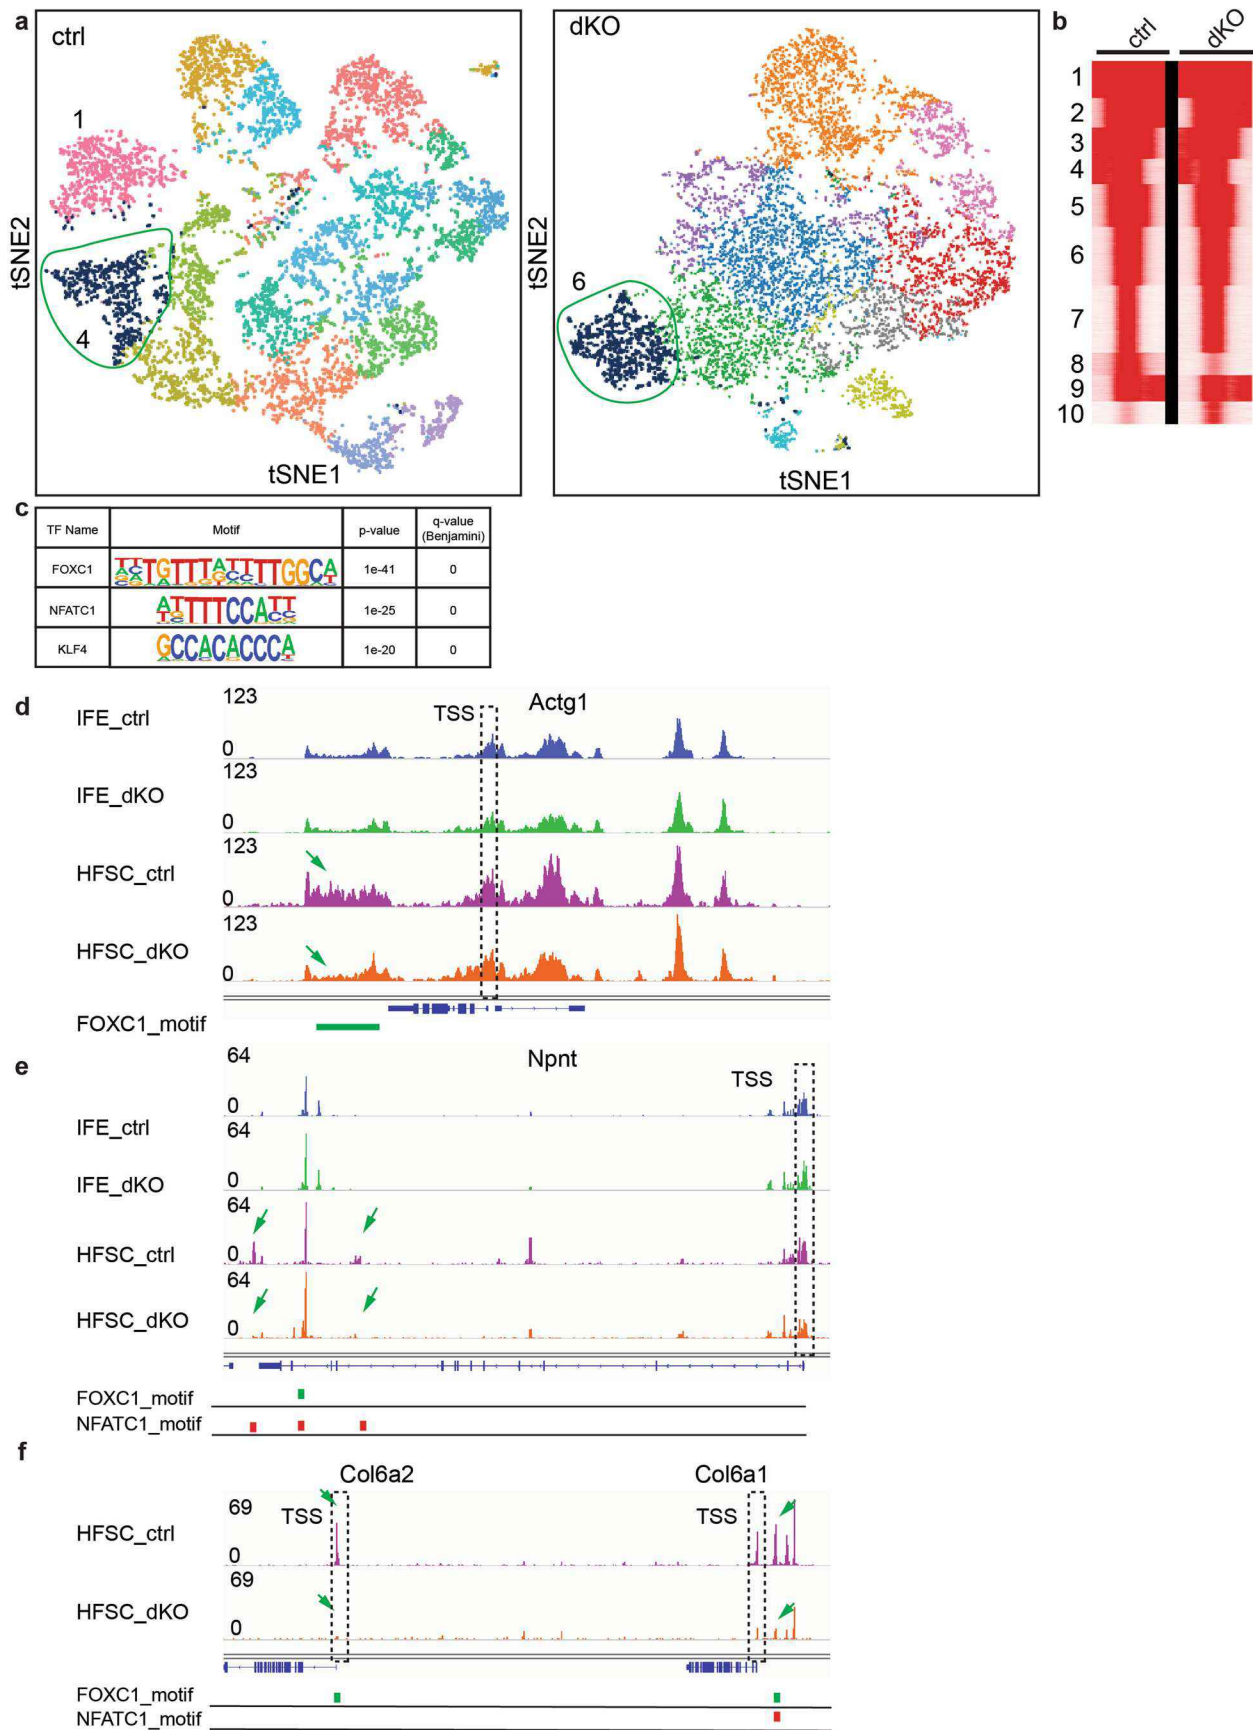 a
ctrl
1
4
tSNE2
tSNE1
dKO
6
tSNE2
tSNE1
b
ctrl
dKO
1
2
3
4
5
6
7
8
9
10
c
TF Name Motif p-value q-value (Benjamini)
FOXC1 TGTTTATTTTGGCA 1e-41 0
NFATC1 ATTTTCCATT 1e-25 0
KLF4 GCCACACCCA 1e-20 0
d
Actg1
TSS
IFE_ctrl
123
0
IFE_dKO
123
0
HFSC_ctrl
123
0
HFSC_dKO
123
0
FOXC1_motif
e
Npnt
TSS
64
0
IFE_ctrl
64
IFE_dKO
0
64
HFSC_ctrl
0
64
HFSC_dKO
0
FOXC1_motif
NFATC1_motif
f
Col6a2
Col6a1
TSS
TSS
69
HFSC_ctrl
0
69
HFSC_dKO
0
FOXC1_motif
NFATC1_motif